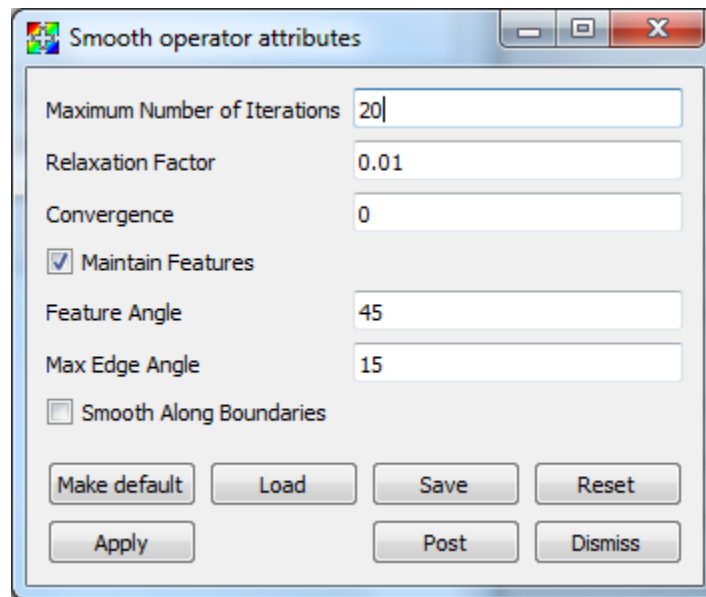 Smooth operator attributes
Maximum Number of Iterations 20
Relaxation Factor 0.01
Convergence 0
Maintain Features
Feature Angle 45
Max Edge Angle 15
Smooth Along Boundaries
Make default Load Save Reset
Apply Post Dismiss